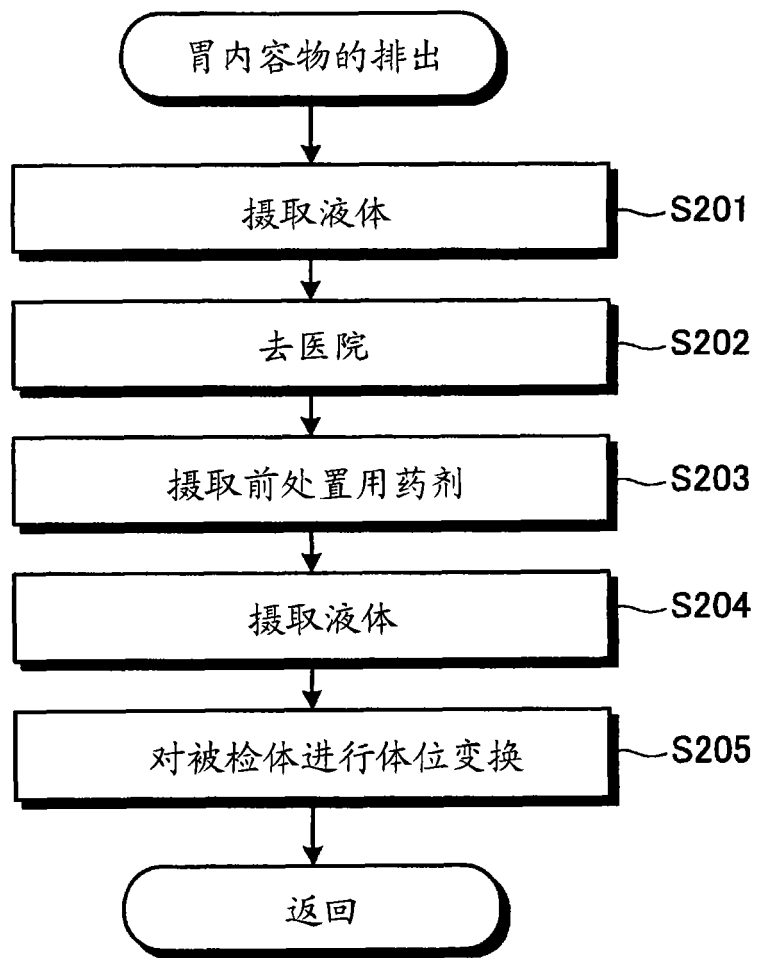 胃内容物的排出
摄取液体
S201
去医院
S202
摄取前处置用药剂
S203
摄取液体
S204
对被检体进行体位变换
S205
返回